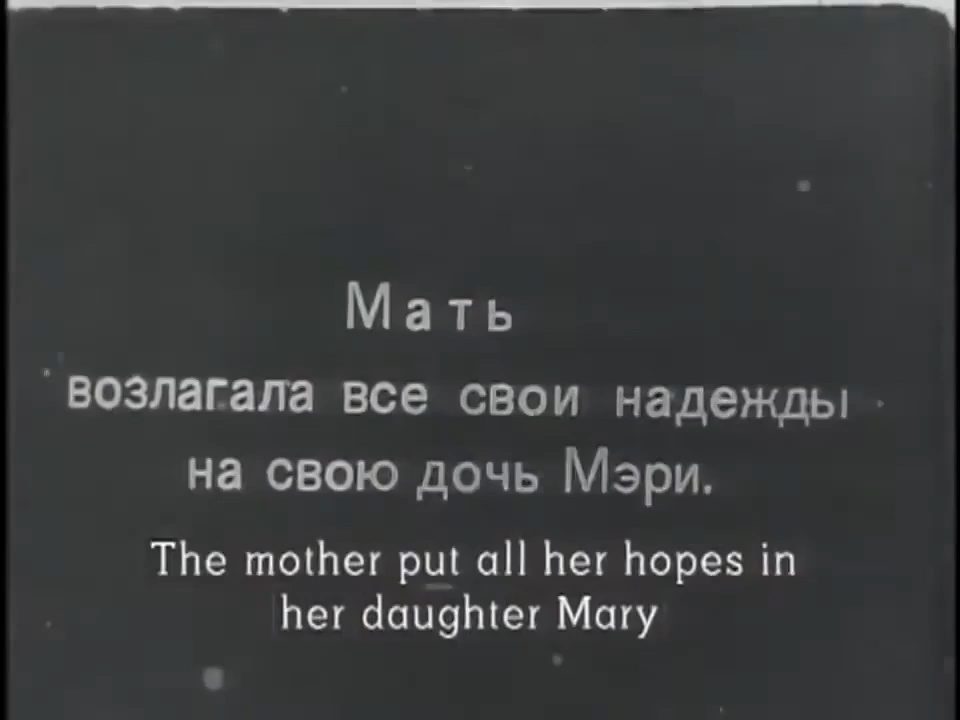 Мать
возлагала все свои надежды
на свою дочь Мэри.
The mother put all her hopes in
her daughter Mary